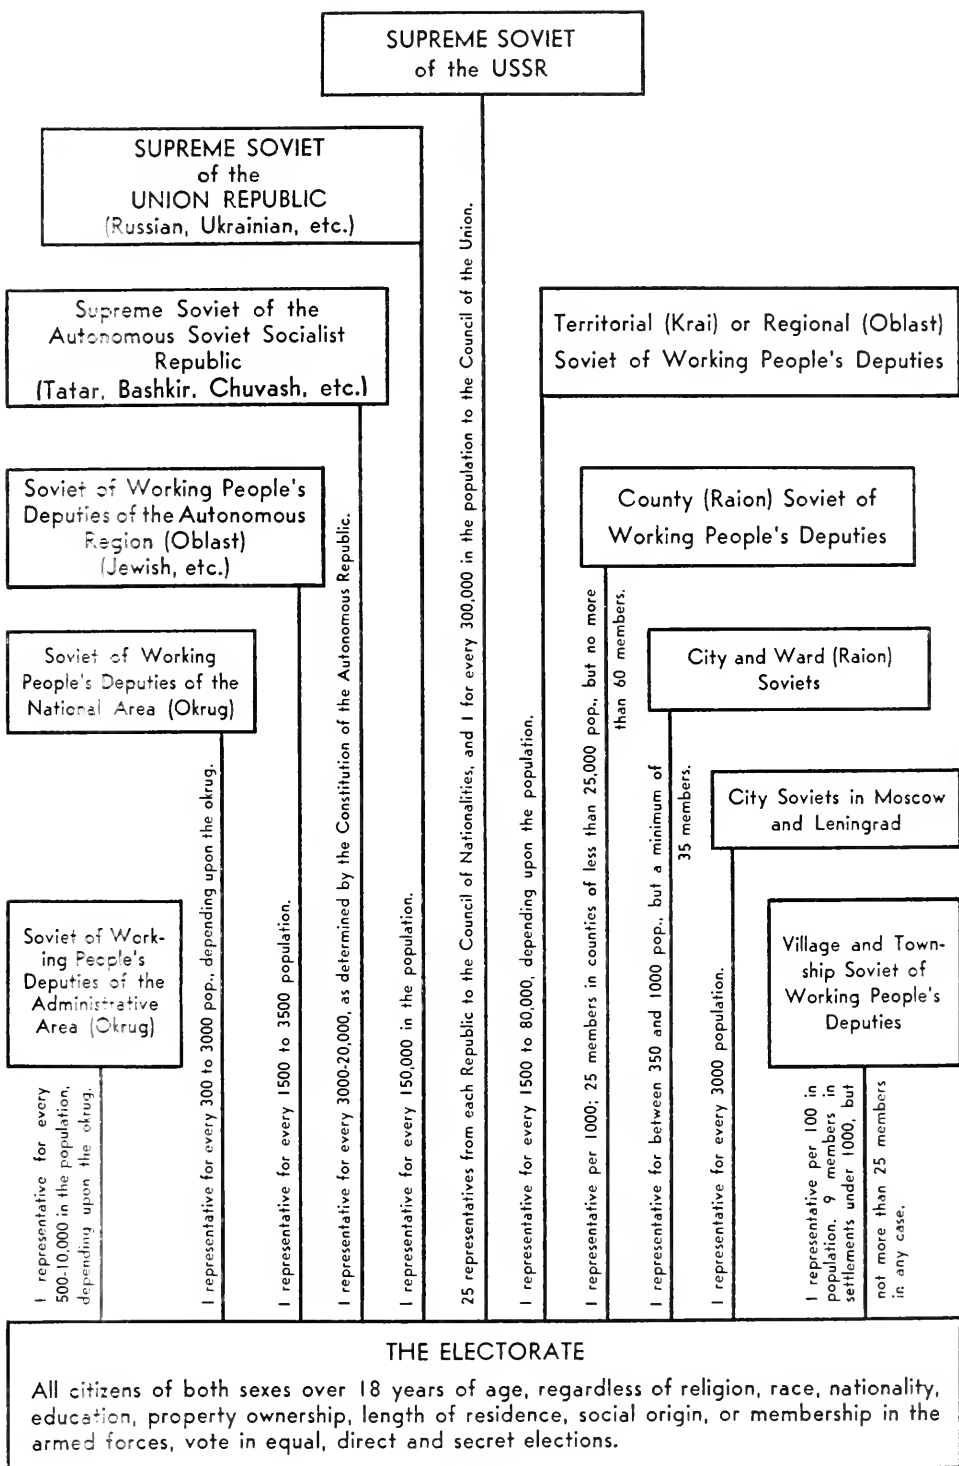 SUPREME SOVIET
of the USSR
SUPREME SOVIET
of the
UNION REPUBLIC
(Russian, Ukrainian, etc.)
Supreme Soviet of the
Autonomous Soviet Socialist
Republic
(Tatar, Bashkir, Chuvash, etc.)
Territorial (Krai) or Regional (Oblast)
Soviet of Working People's Deputies
Soviet of Working People's
Deputies of the Autonomous
Region (Oblast)
(Jewish, etc.)
County (Raion) Soviet of
Working People's Deputies
Soviet of Working
People's Deputies of the
National Area (Okrug)
City and Ward (Raion)
Soviets
City Soviets in Moscow
and Leningrad
Soviet of Work-
ing People's
Deputies of the
Administrative
Area (Okrug)
Village and Town-
ship Soviet of
Working People's
Deputies
1 representative for every
500-10,000 in the population,
depending upon the okrug.
1 representative for every 300 to 3000 pop., depending upon the okrug.
1 representative for every 1500 to 3500 population.
1 representative for every 3000-20,000, as determined by the Constitution of the Autonomous Republic.
1 representative for every 150,000 in the population.
25 representatives from each Republic to the Council of Nationalities, and 1 for every 300,000 in the population to the Council of the Union.
1 representative for every 1500 to 80,000, depending upon the population.
1 representative per 1000; 25 members in counties of less than 25,000 pop., but no more
than 60 members.
1 representative for between 350 and 1000 pop., but a minimum of
35 members.
1 representative for every 3000 population.
1 representative per 100 in
population. 9 members in
settlements under 1000, but
not more than 25 members
in any case.
THE ELECTORATE
All citizens of both sexes over 18 years of age, regardless of religion, race, nationality,
education, property ownership, length of residence, social origin, or membership in the
armed forces, vote in equal, direct and secret elections.